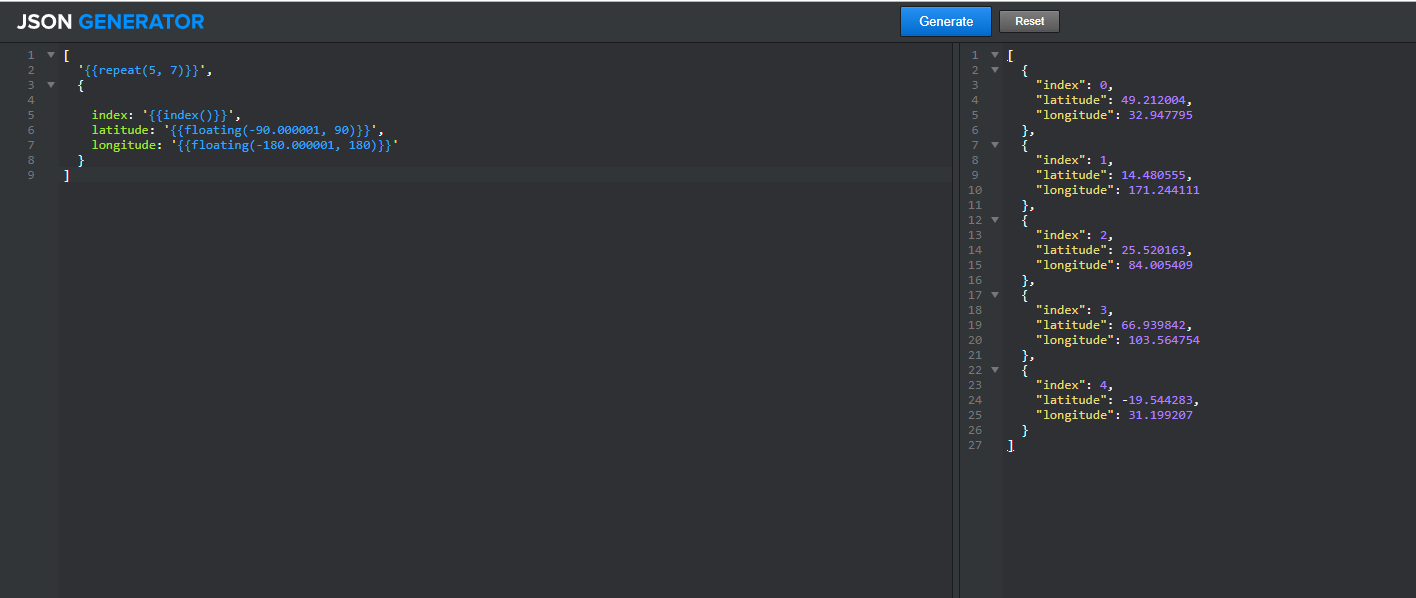 JSON GENERATOR
Generate
Reset
1 [
2 '{{repeat(5, 7)}}',
3 {
4
5 index: '{{index()}}',
6 latitude: '{{floating(-90.000001, 90)}}',
7 longitude: '{{floating(-180.000001, 180)}}'
8 }
9 ]
1 [
2 {
3 "index": 0,
4 "latitude": 49.212004,
5 "longitude": 32.947795
6 },
7 {
8 "index": 1,
9 "latitude": 14.480555,
10 "longitude": 171.244111
11 },
12 {
13 "index": 2,
14 "latitude": 25.520163,
15 "longitude": 84.005409
16 },
17 {
18 "index": 3,
19 "latitude": 66.939842,
20 "longitude": 103.564754
21 },
22 {
23 "index": 4,
24 "latitude": -19.544283,
25 "longitude": 31.199207
26 }
27 ]